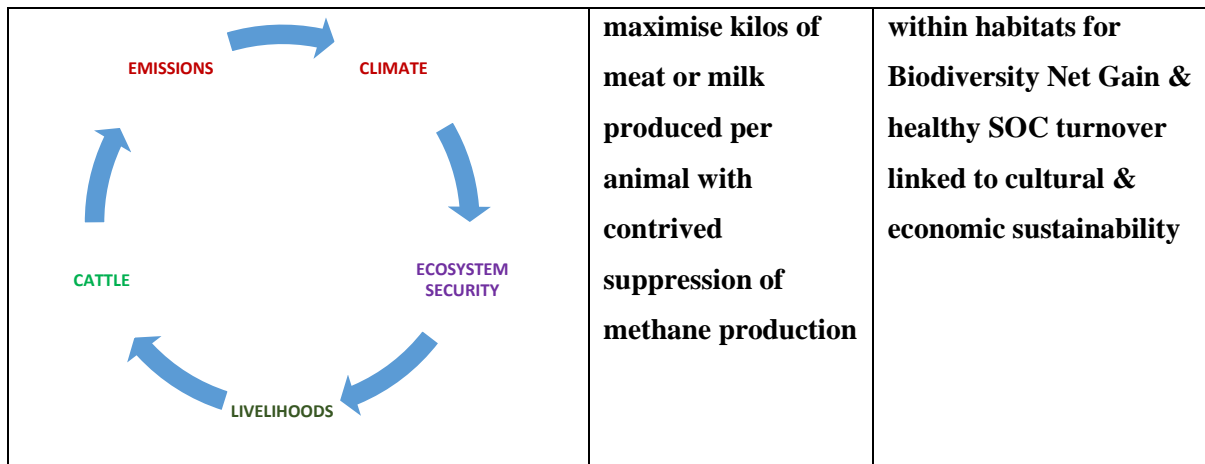 EMISSIONS
CLIMATE
ECOSYSTEM
SECURITY
LIVELIHOODS
CATTLE
maximise kilos of
meat or milk
produced per
animal with
contrived
suppression of
methane production
within habitats for
Biodiversity Net Gain &
healthy SOC turnover
linked to cultural &
economic sustainability